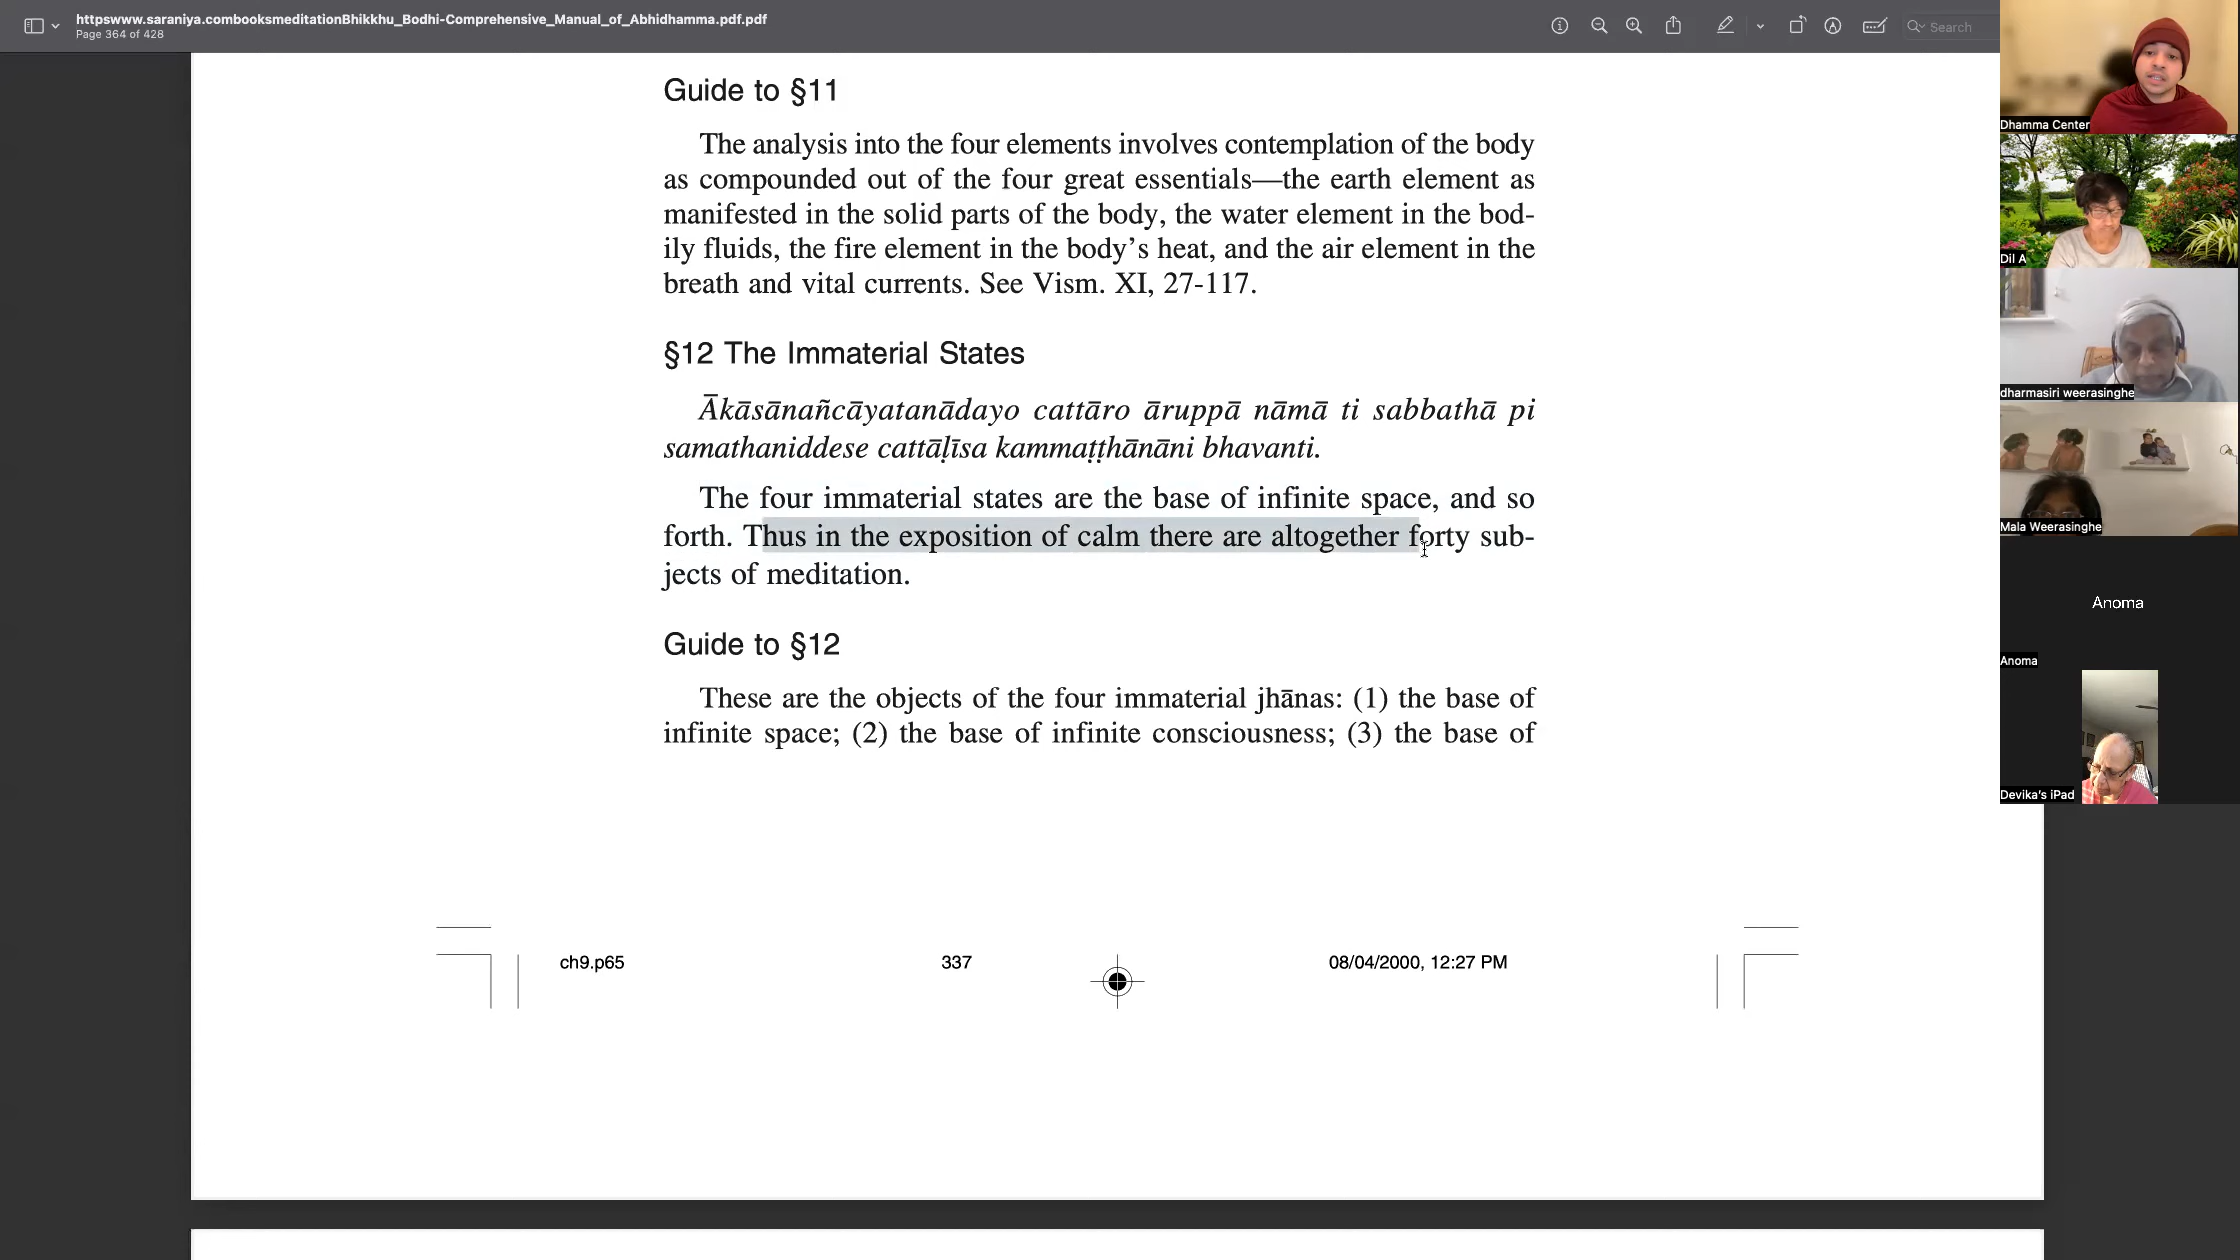 httpswww.saraniya.combooksmeditationBhikkhu_Bodhi-Comprehensive_Manual_of_Abhidhamma.pdf.pdf
Page 364 of 428
Search
Guide to §11
The analysis into the four elements involves contemplation of the body
as compounded out of the four great essentials—the earth element as
manifested in the solid parts of the body, the water element in the bod-
ily fluids, the fire element in the body’s heat, and the air element in the
breath and vital currents. See Vism. XI, 27-117.
§12 The Immaterial States
Ākāsānañcāyatanādayo cattāro āruppā nāmā ti sabbathā pi
samathaniddese cattāḷīsa kammaṭṭhānāni bhavanti.
The four immaterial states are the base of infinite space, and so
forth. Thus in the exposition of calm there are altogether forty sub-
jects of meditation.
Guide to §12
These are the objects of the four immaterial jhānas: (1) the base of
infinite space; (2) the base of infinite consciousness; (3) the base of
ch9.p65
337
08/04/2000, 12:27 PM
Dhamma Center
Dil A
dharmasiri weerasinghe
Mala Weerasinghe
Anoma
Anoma
Devika’s iPad